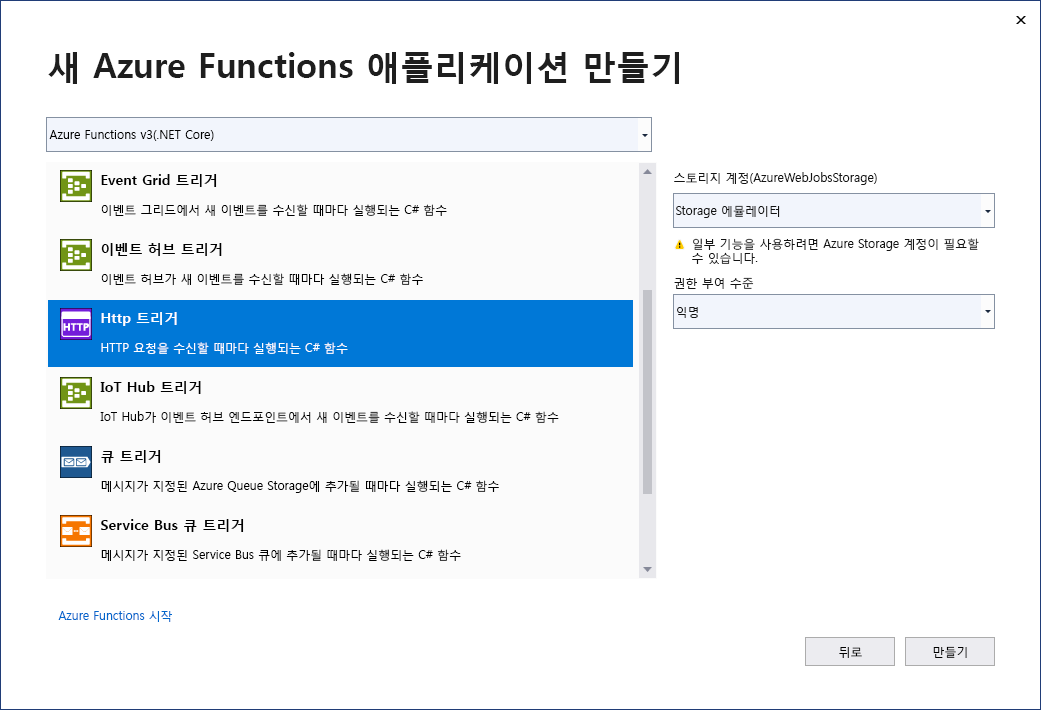 새 Azure Functions 애플리케이션 만들기
Azure Functions v3(.NET Core)
Event Grid 트리거
이벤트 그리드에서 새 이벤트를 수신할 때마다 실행되는 C# 함수
이벤트 허브 트리거
이벤트 허브가 새 이벤트를 수신할 때마다 실행되는 C# 함수
HTTP
Http 트리거
HTTP 요청을 수신할 때마다 실행되는 C# 함수
IoT Hub 트리거
IoT Hub가 이벤트 허브 엔드포인트에서 새 이벤트를 수신할 때마다 실행되는 C# 함수
큐 트리거
메시지가 지정된 Azure Queue Storage에 추가될 때마다 실행되는 C# 함수
Service Bus 큐 트리거
메시지가 지정된 Service Bus 큐에 추가될 때마다 실행되는 C# 함수
스토리지 계정(AzureWebJobsStorage)
Storage 에뮬레이터
일부 기능을 사용하려면 Azure Storage 계정이 필요할
수 있습니다.
권한 부여 수준
익명
Azure Functions 시작
뒤로
만들기